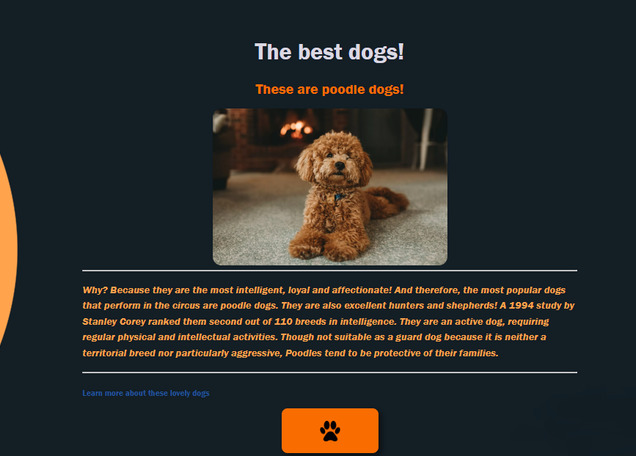 The best dogs!
These are poodle dogs!
Why? Because they are the most intelligent, loyal and affectionate! And therefore, the most popular dogs
that perform in the circus are poodle dogs. They are also excellent hunters and shepherds! A 1994 study by
Stanley Corey ranked them second out of 110 breeds in intelligence. They are an active dog, requiring
regular physical and intellectual activities. Though not suitable as a guard dog because it is neither a
territorial breed nor particularly aggressive, Poodles tend to be protective of their families.
Learn more about these lovely dogs